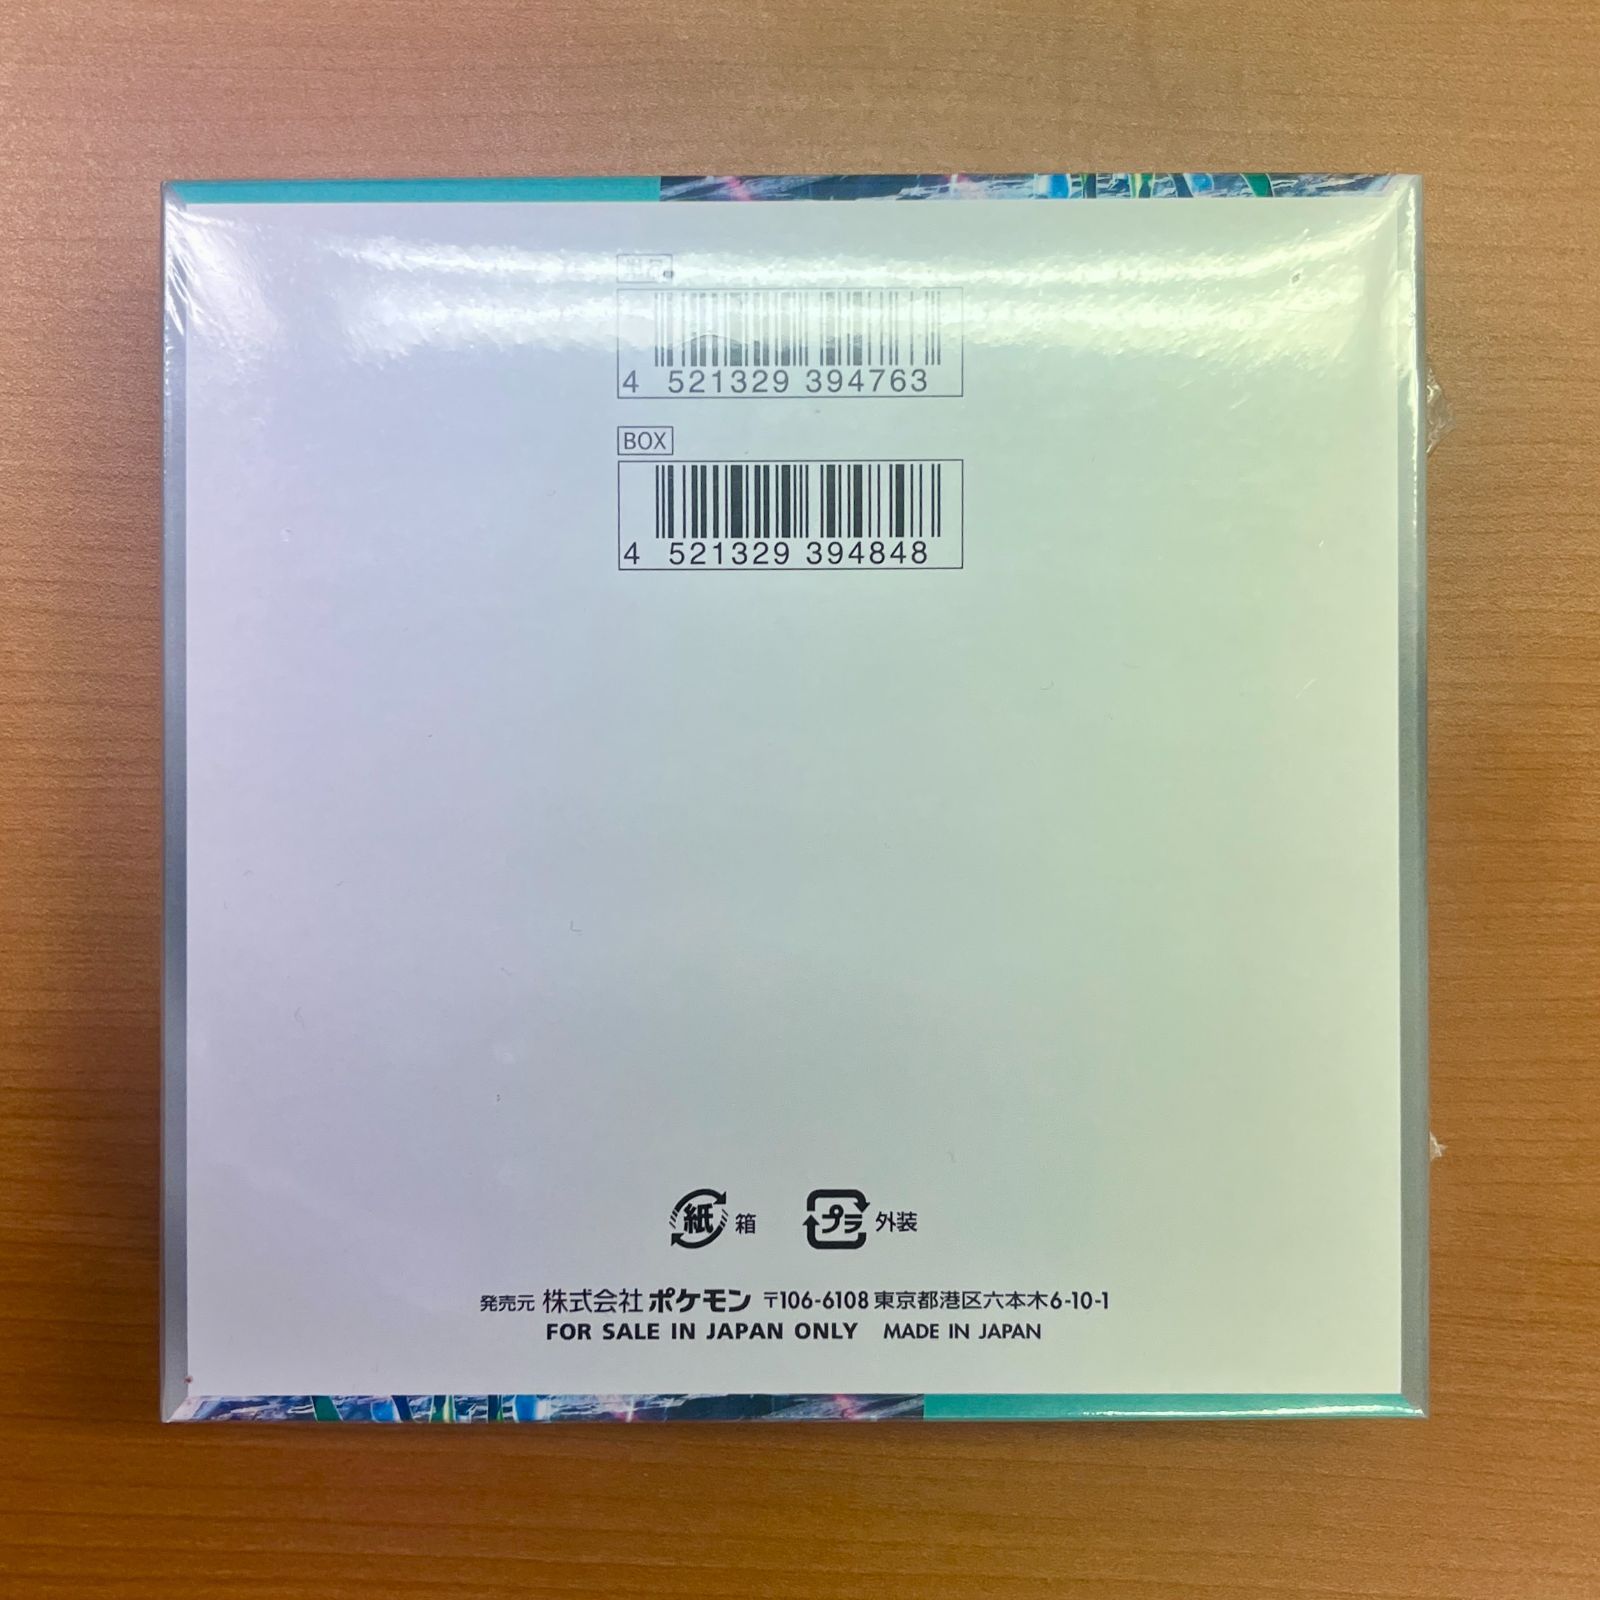 単品
4 521329 394763
BOX
4 521329 394848
紙 箱 プラ 外装
発売元 株式会社 ポケモン 〒106-6108 東京都港区六本木6-10-1
FOR SALE IN JAPAN ONLY MADE IN JAPAN